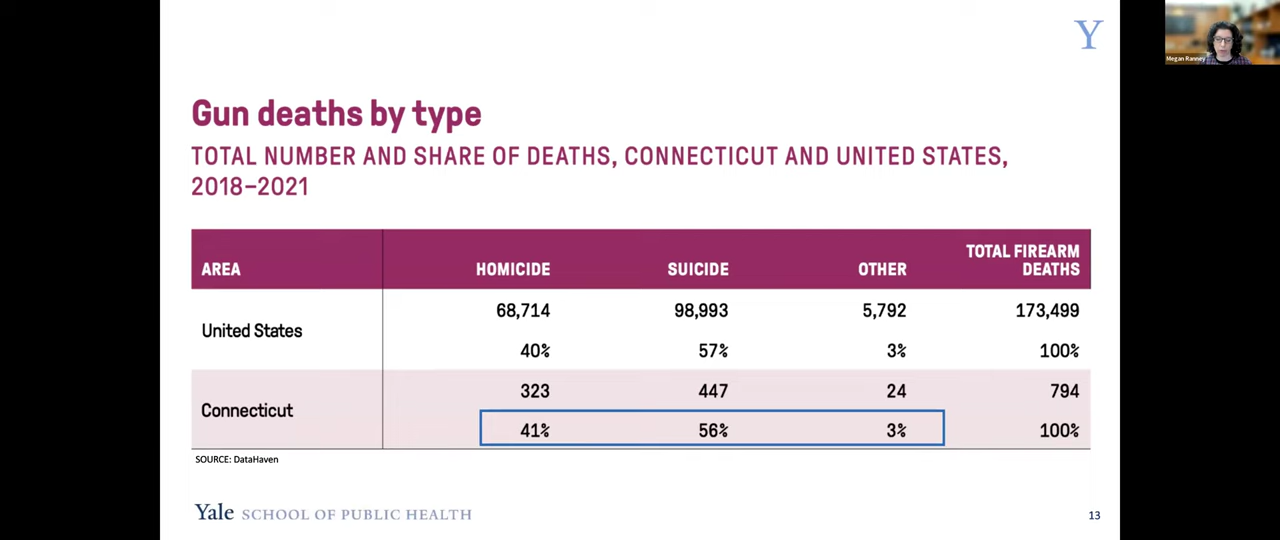 Y
Megan Ranney
Gun deaths by type
TOTAL NUMBER AND SHARE OF DEATHS, CONNECTICUT AND UNITED STATES,
2018–2021
AREA HOMICIDE SUICIDE OTHER TOTAL FIREARM DEATHS
United States
68,714 98,993 5,792 173,499
40% 57% 3% 100%
Connecticut
323 447 24 794
41% 56% 3% 100%
SOURCE: DataHaven
Yale SCHOOL OF PUBLIC HEALTH
13